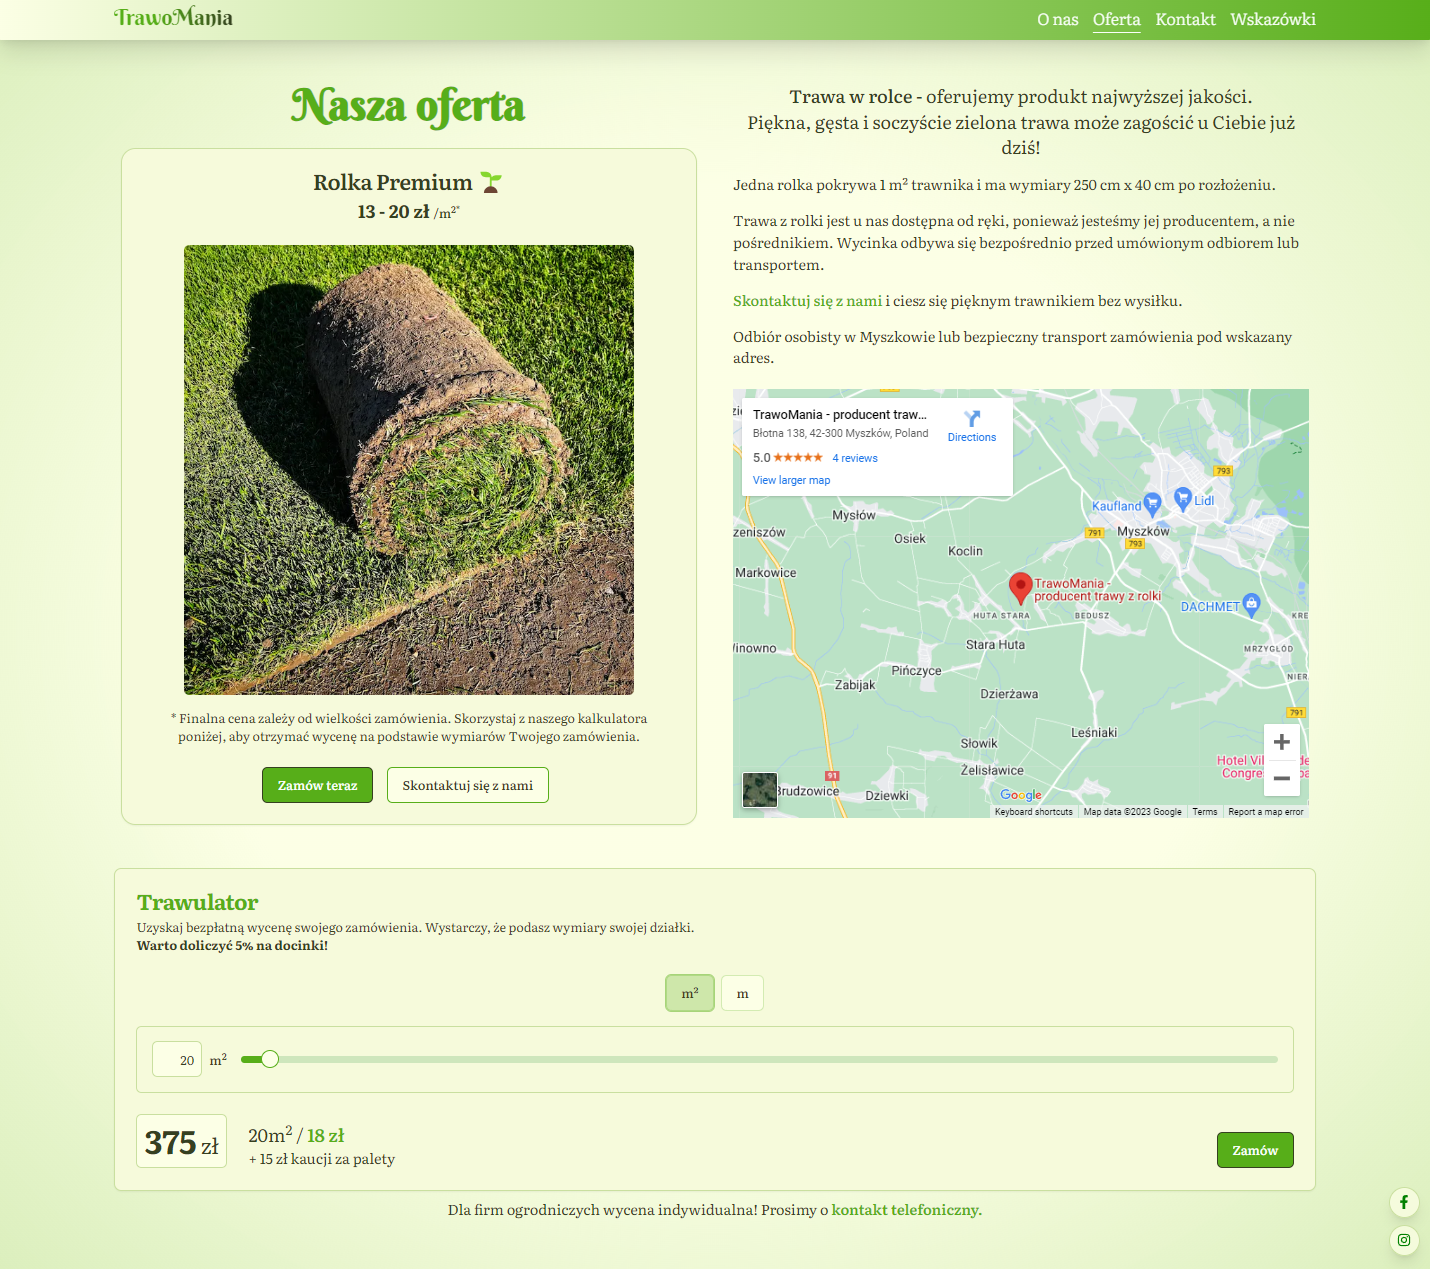 TrawoMania
O nas Oferta Kontakt Wskazówki
Nasza oferta
Rolka Premium
13 - 20 zł /m²*
* Finalna cena zależy od wielkości zamówienia. Skorzystaj z naszego kalkulatora
poniżej, aby otrzymać wycenę na podstawie wymiarów Twojego zamówienia.
Zamów teraz
Skontaktuj się z nami
Trawa w rolce - oferujemy produkt najwyższej jakości.
Piękna, gęsta i soczyście zielona trawa może zagościć u Ciebie już
dziś!
Jedna rolka pokrywa 1 m² trawnika i ma wymiary 250 cm x 40 cm po rozłożeniu.
Trawa z rolki jest u nas dostępna od ręki, ponieważ jesteśmy jej producentem, a nie
pośrednikiem. Wycinka odbywa się bezpośrednio przed umówionym odbiorem lub
transportem.
Skontaktuj się z nami i ciesz się pięknym trawnikiem bez wysiłku.
Odbiór osobisty w Myszkowie lub bezpieczny transport zamówienia pod wskazany
adres.
TrawoMania - producent traw...
Błotna 138, 42-300 Myszków, Poland
Directions
5.0 ★★★★★ 4 reviews
View larger map
793
Kaufland
Lidl
Mysłów
zeniszów
Osiek
791
Myszków
793
Koclin
Markowice
TrawoMania -
producent trawy z rolki
DACHMET
HUTA STARA
BEDUSZ
KRE
Stara Huta
MRZYGŁÓD
Winowno
Pińczyce
NIER
Zabijak
Dzierżawa
791
Leśniaki
Słowik
Hotel Vil
de
Congres
pa
Żelisławice
91
Brudzowice
Dziewki
Google
Keyboard shortcuts Map data ©2023 Google Terms Report a map error
Trawulator
Uzyskaj bezpłatną wycenę swojego zamówienia. Wystarczy, że podasz wymiary swojej działki.
Warto doliczyć 5% na docinki!
m² m
20 m²
375 zł
20m² / 18 zł
+ 15 zł kaucji za palety
Zamów
Dla firm ogrodniczych wycena indywidualna! Prosimy o kontakt telefoniczny.